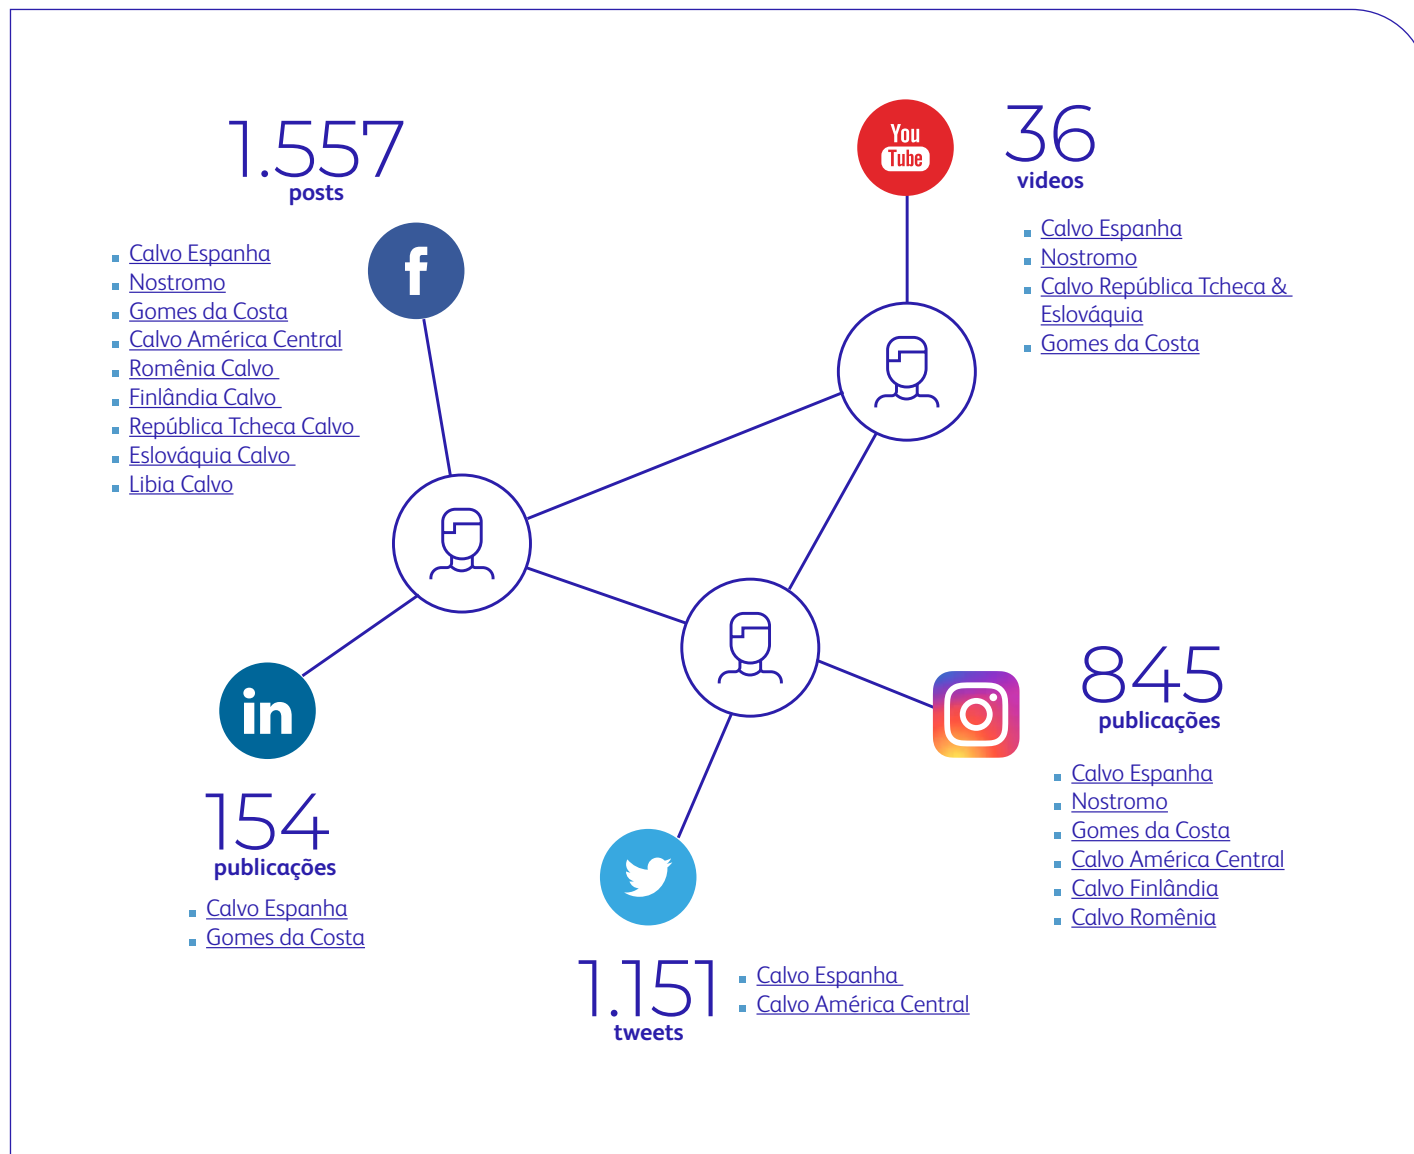 1.557
posts
Calvo Espanha
Nostromo
Gomes da Costa
Calvo América Central
Romênia Calvo
Finlândia Calvo
República Tcheca Calvo
Eslováquia Calvo
Libia Calvo
f
You
Tube
36
videos
Calvo Espanha
Nostromo
Calvo República Tcheca &
Eslováquia
Gomes da Costa
in
154
publicações
Calvo Espanha
Gomes da Costa
1.151
tweets
Calvo Espanha
Calvo América Central
845
publicações
Calvo Espanha
Nostromo
Gomes da Costa
Calvo América Central
Calvo Finlândia
Calvo Romênia